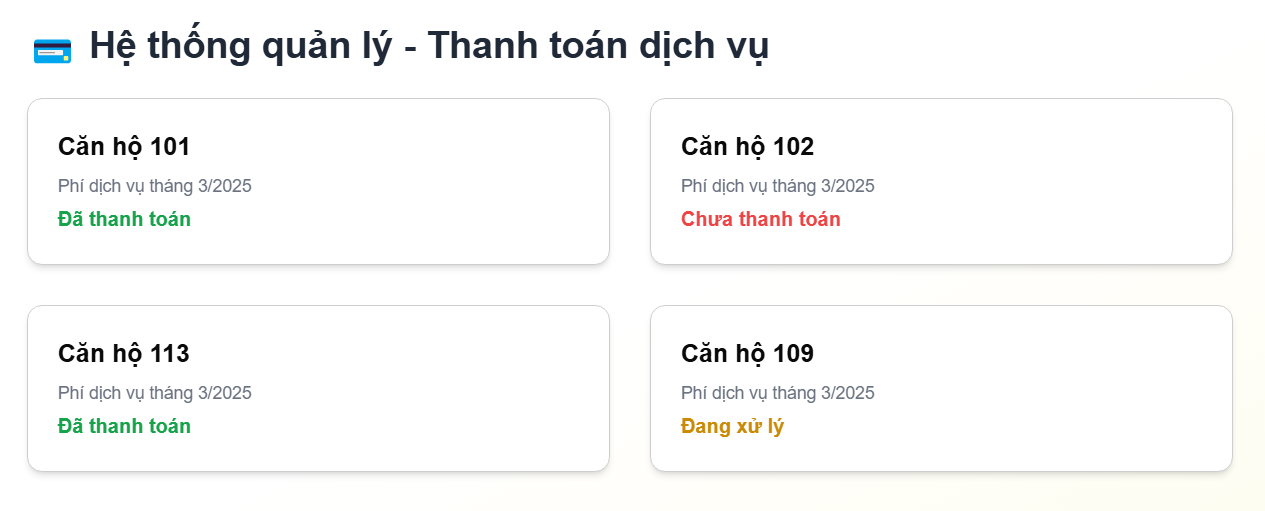 Hệ thống quản lý - Thanh toán dịch vụ
Căn hộ 101
Phí dịch vụ tháng 3/2025
Đã thanh toán
Căn hộ 102
Phí dịch vụ tháng 3/2025
Chưa thanh toán
Căn hộ 113
Phí dịch vụ tháng 3/2025
Đã thanh toán
Căn hộ 109
Phí dịch vụ tháng 3/2025
Đang xử lý